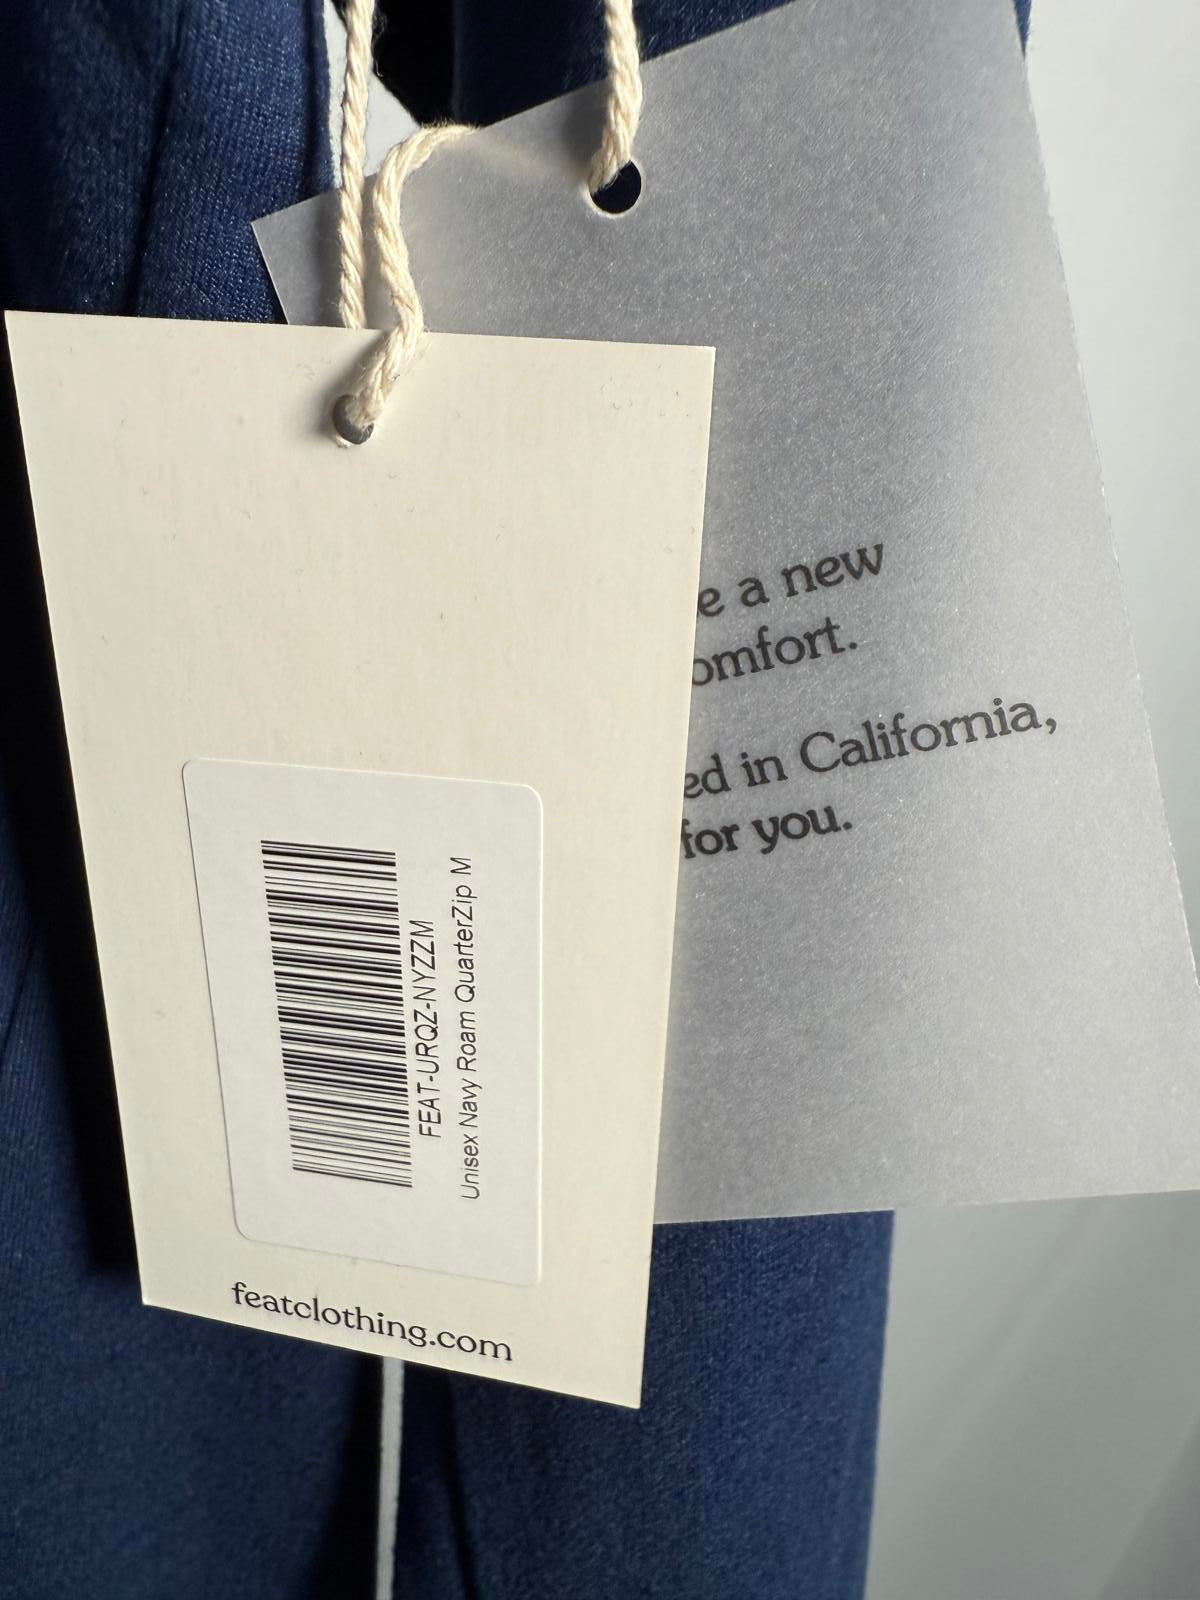 e a new
omfort.
ed in California,
for you.
FEAT-URQZ-NYZZM
Unisex Navy Roam QuarterZip M
featclothing.com